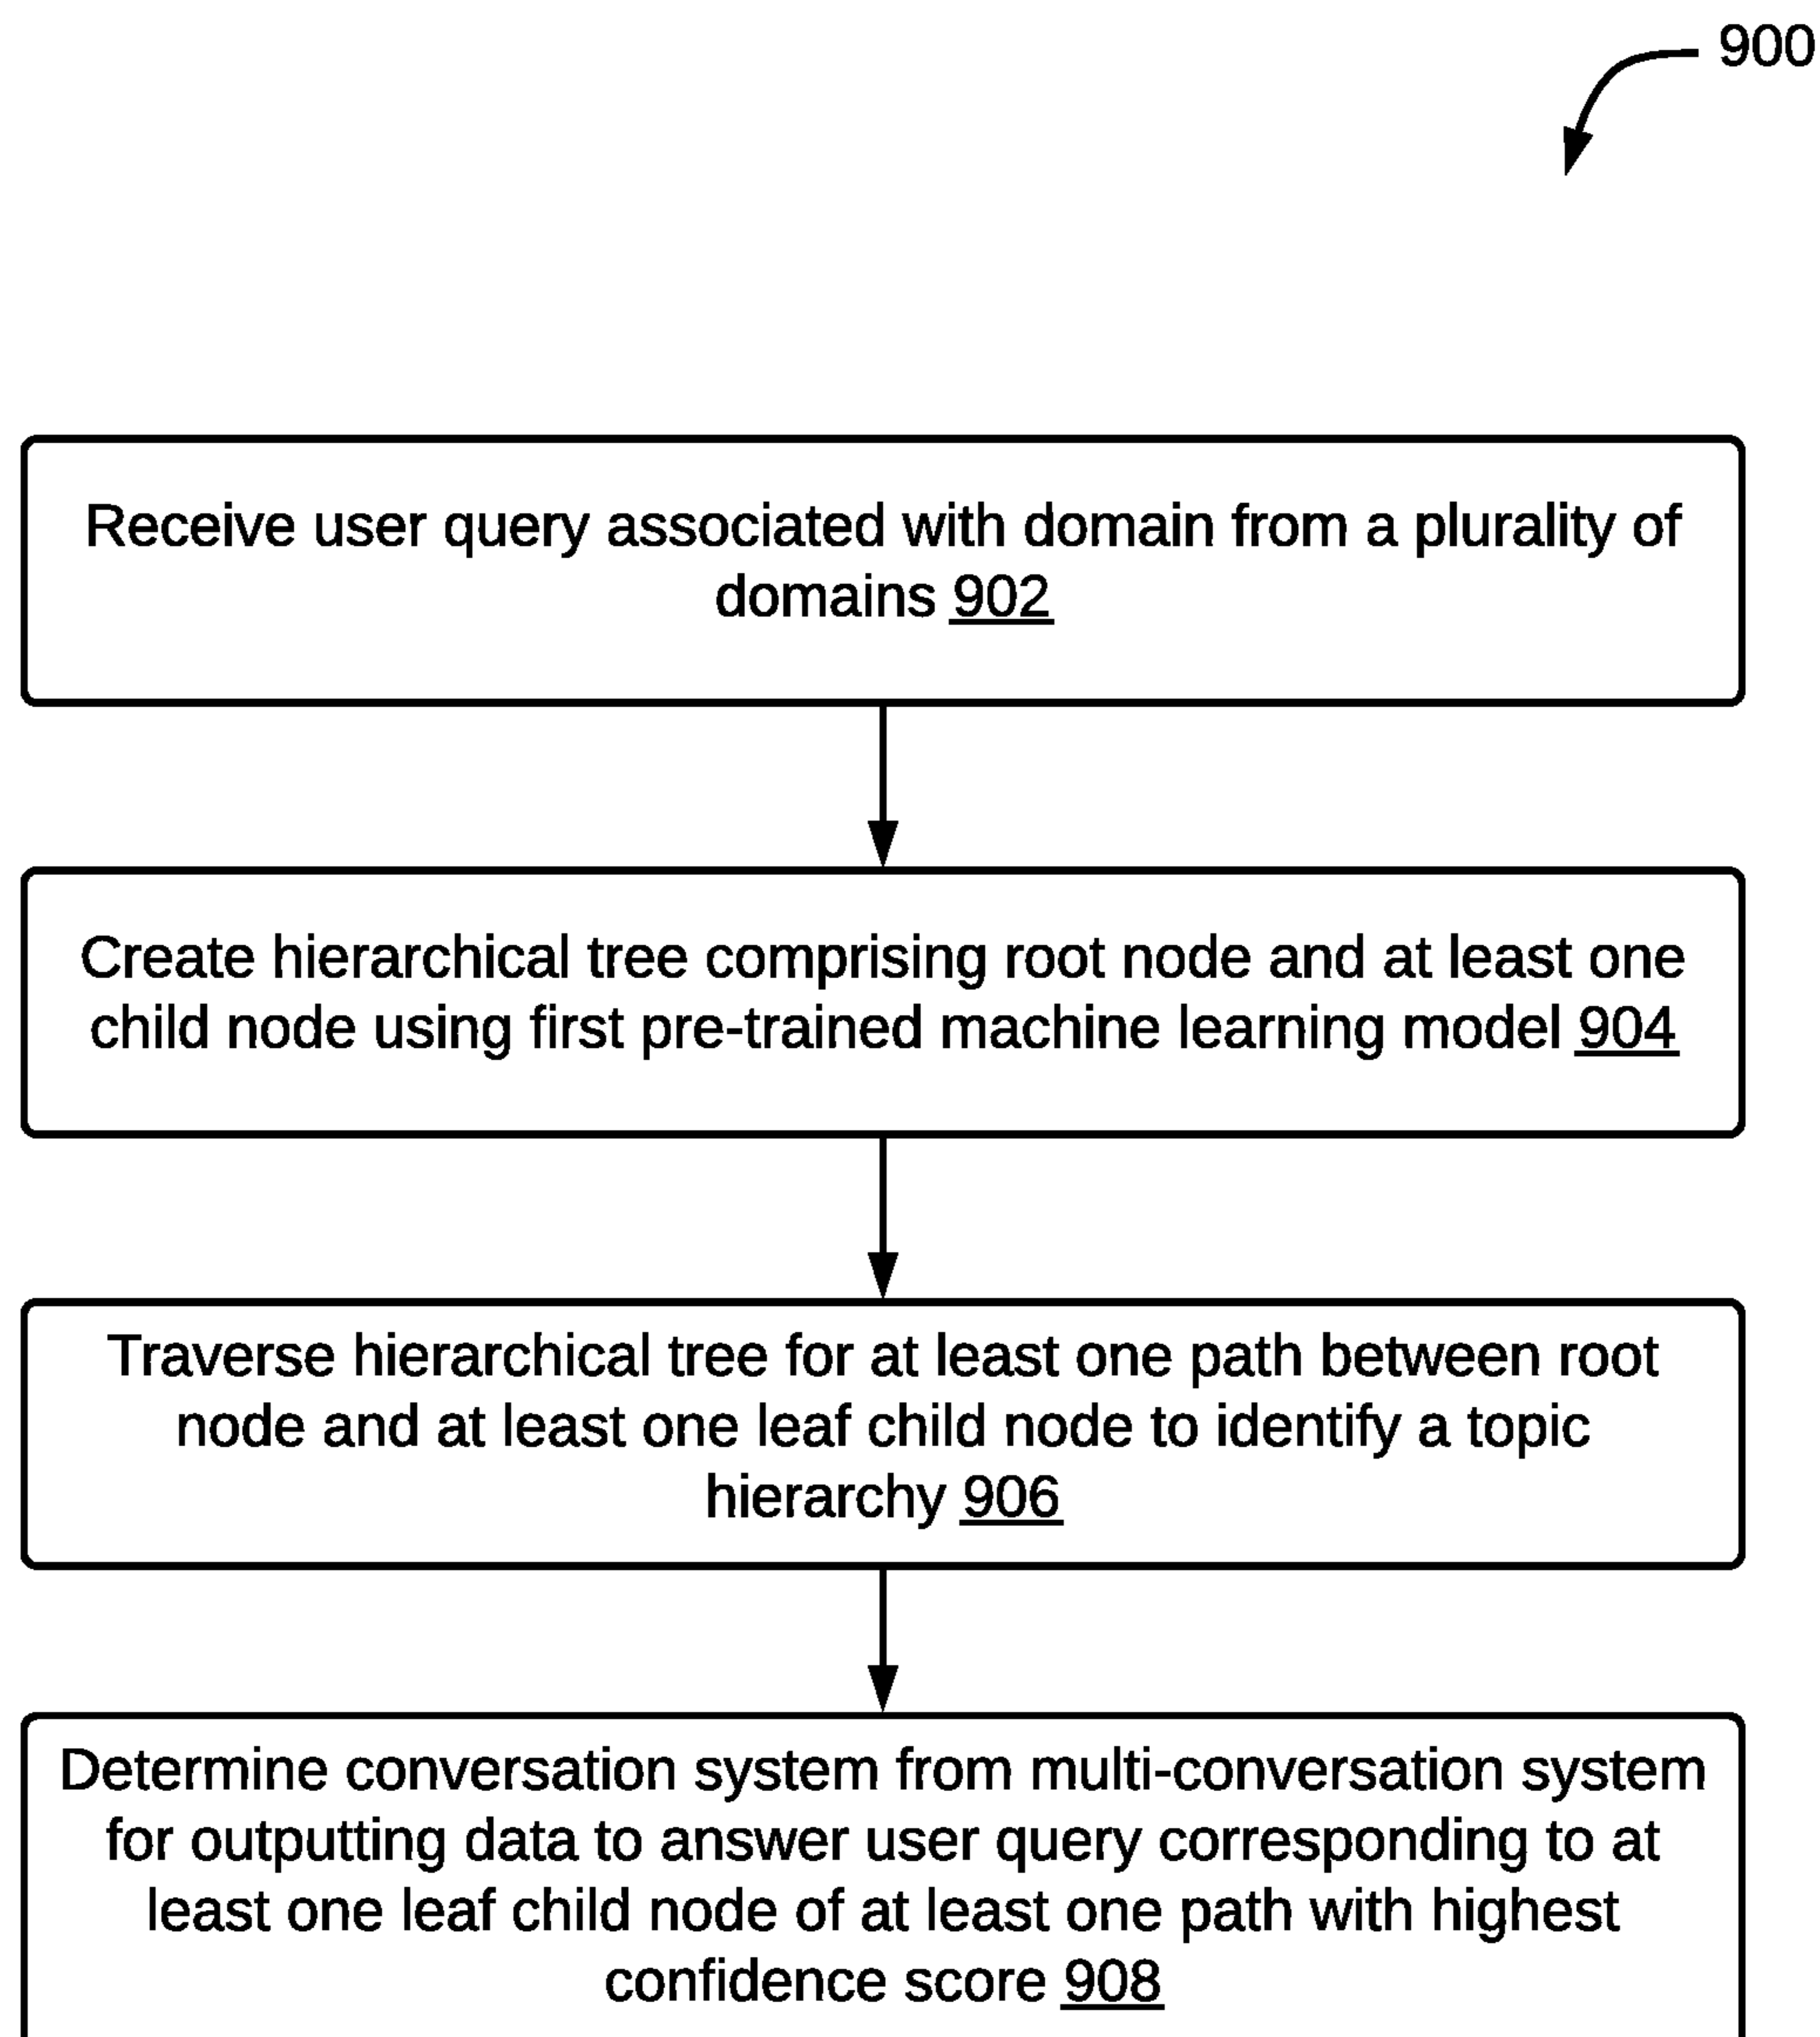 900
Receive user query associated with domain from a plurality of
domains 902
Create hierarchical tree comprising root node and at least one
child node using first pre-trained machine learning model 904
Traverse hierarchical tree for at least one path between root
node and at least one leaf child node to identify a topic
hierarchy 906
Determine conversation system from multi-conversation system
for outputting data to answer user query corresponding to at
least one leaf child node of at least one path with highest
confidence score 908